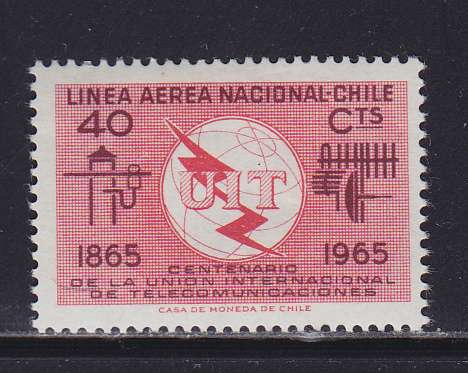 LINEA AEREA NACIONAL-CHILE
40 CTS
UIT
1865 1965
CENTENARIO
DE LA UNION INTERNACIONAL
DE TELECOMUNICACIONES
CASA DE MONEDA DE CHILE